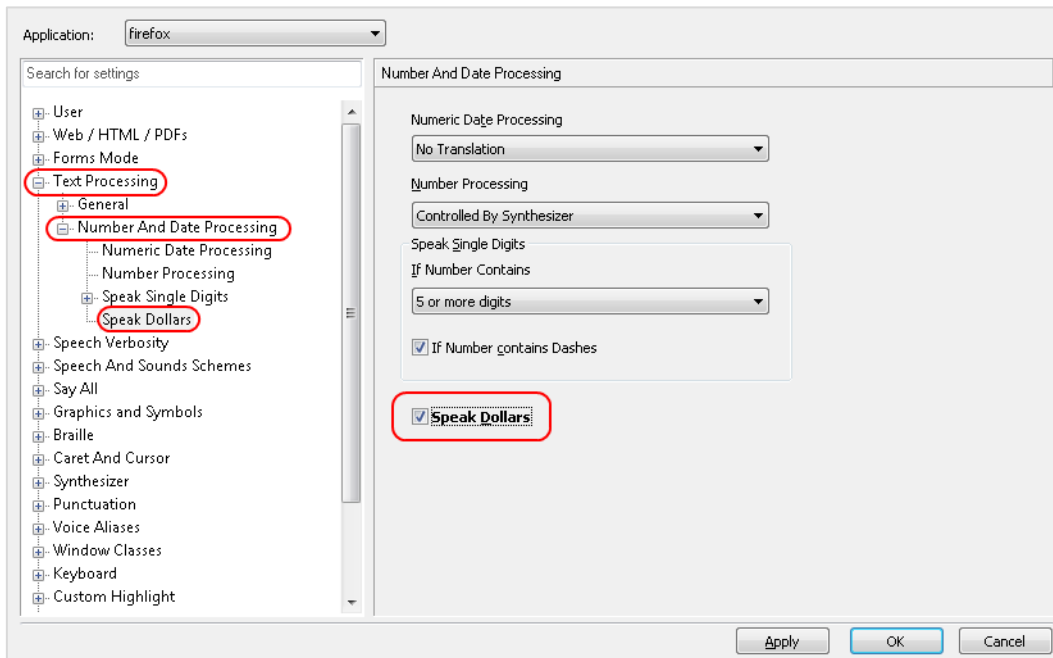 Application: firefox
Search for settings
User
Web / HTML / PDFs
Forms Mode
Text Processing
General
Number And Date Processing
Numeric Date Processing
Number Processing
Speak Single Digits
Speak Dollars
Speech Verbosity
Speech And Sounds Schemes
Say All
Graphics and Symbols
Braille
Caret And Cursor
Synthesizer
Punctuation
Voice Aliases
Window Classes
Keyboard
Custom Highlight
Number And Date Processing
Numeric Date Processing
No Translation
Number Processing
Controlled By Synthesizer
Speak Single Digits
If Number Contains
5 or more digits
If Number contains Dashes
Speak Dollars
Apply OK Cancel